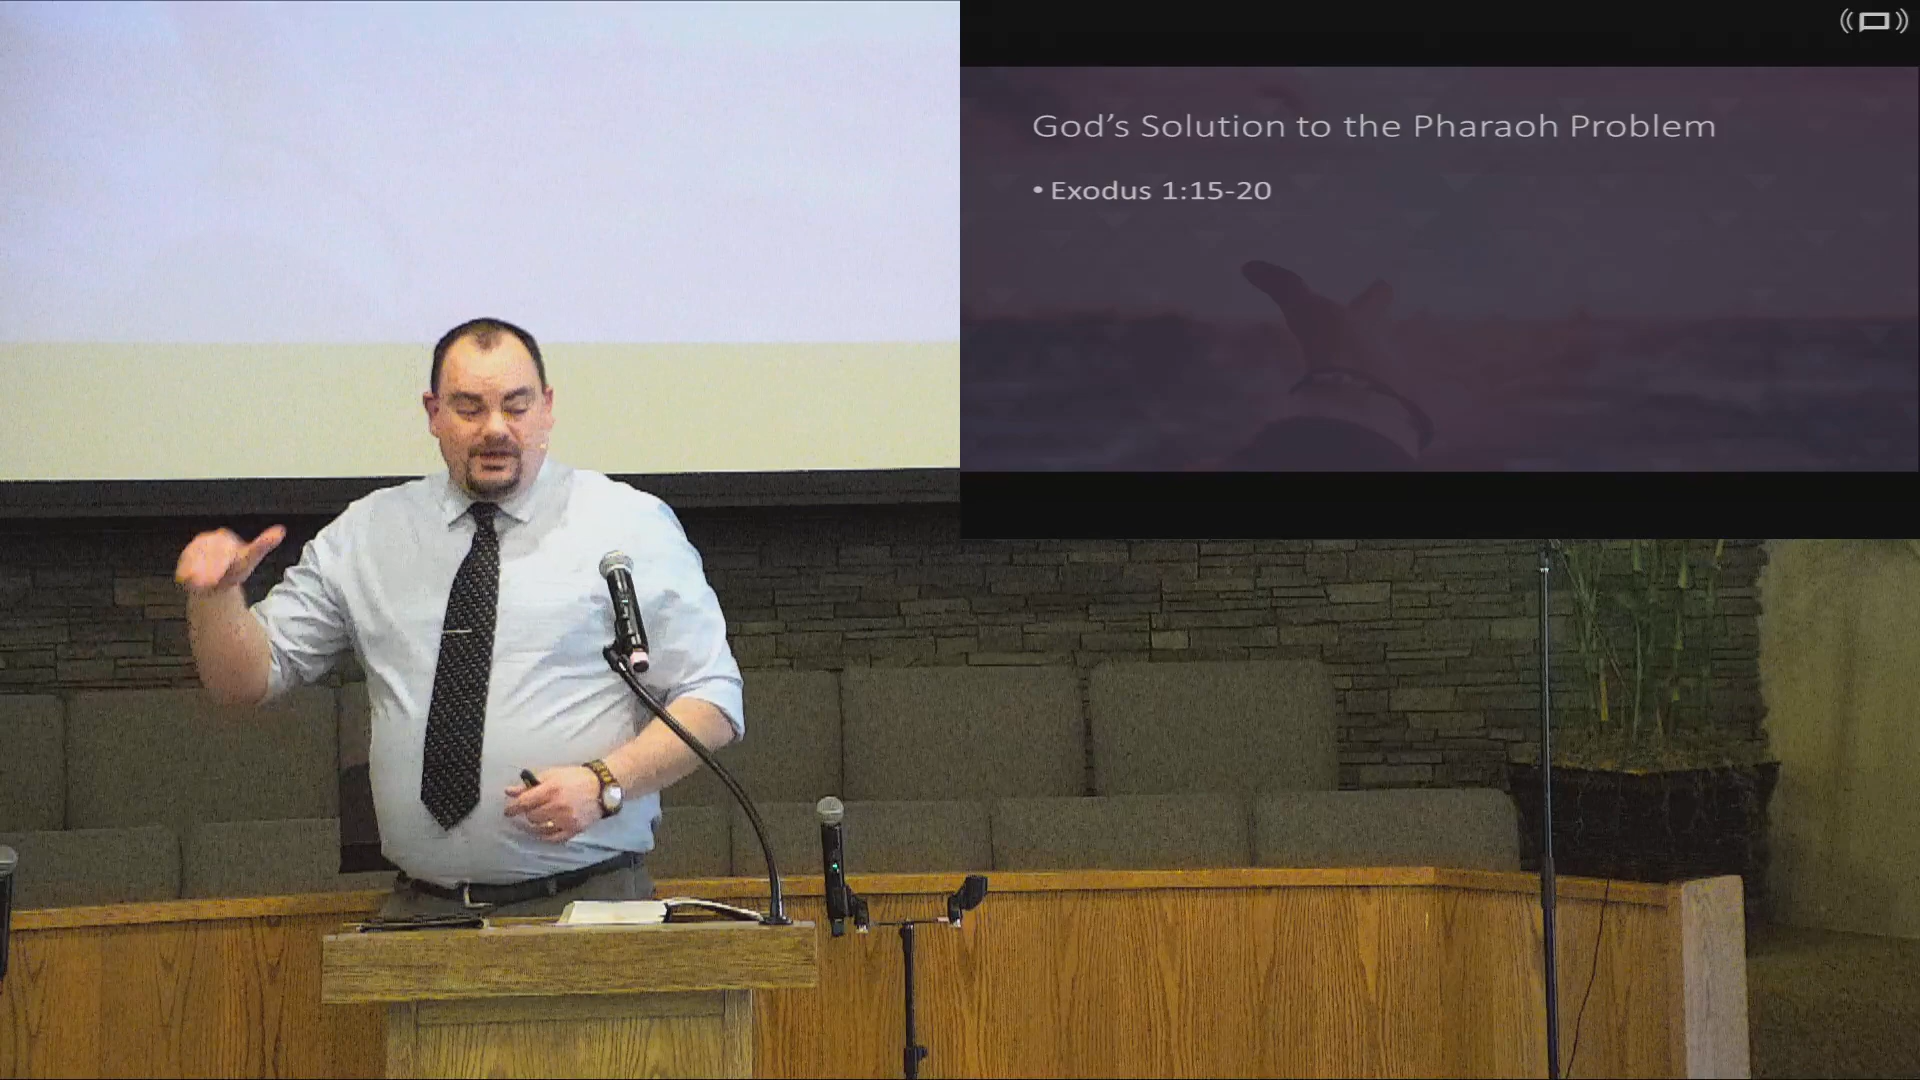 God’s Solution to the Pharaoh Problem
• Exodus 1:15-20